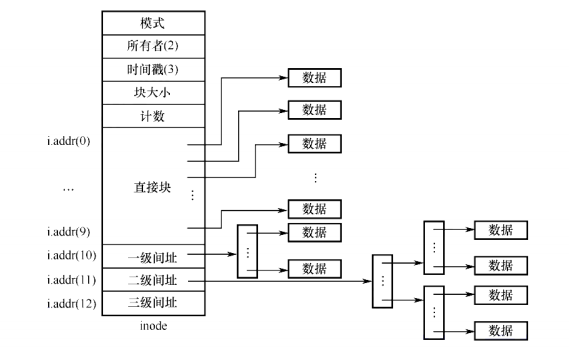 模式
所有者(2)
时间戳(3)
块大小
计数
数据
数据
i.addr(0)
数据
...
直接块
⋮
⋮
数据
i.addr(9)
数据
数据
i.addr(10)
一级间址
⋮
⋮
数据
数据
i.addr(11)
二级间址
⋮
数据
i.addr(12)
三级间址
⋮
数据
inode